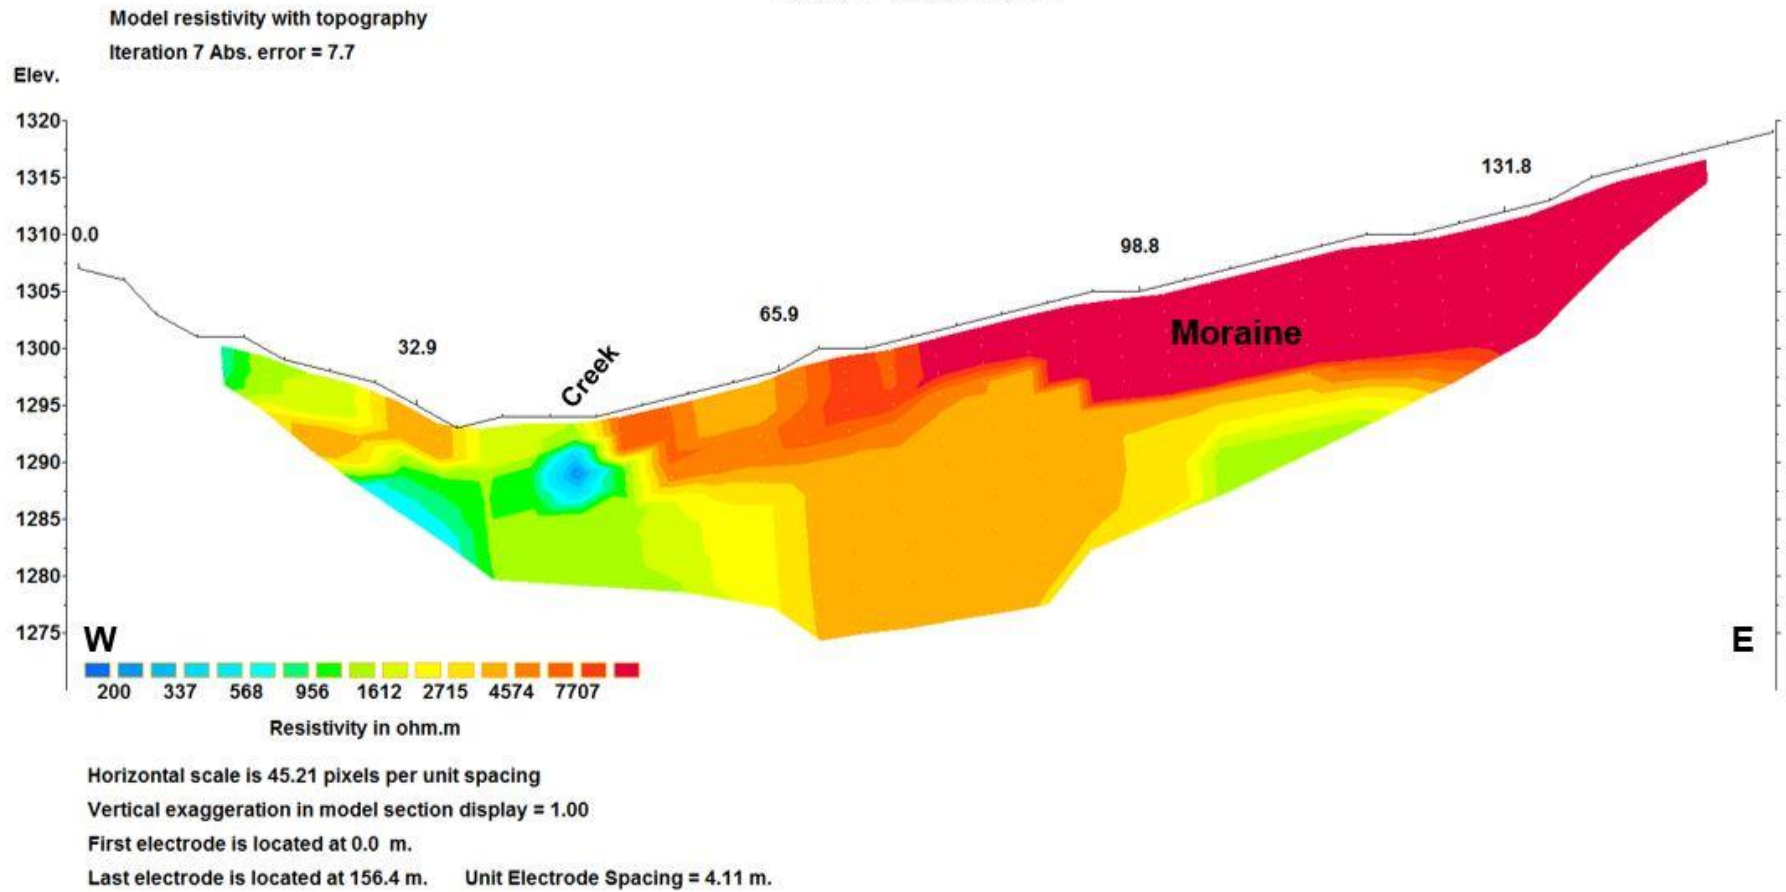 Model resistivity with topography
Iteration 7 Abs. error = 7.7
Elev.
1320
1315
1310
1305
1300
1295
1290
1285
1280
1275
0.0
32.9
65.9
98.8
131.8
Creek
Moraine
W
E
200 337 568 956 1612 2715 4574 7707
Resistivity in ohm.m
Horizontal scale is 45.21 pixels per unit spacing
Vertical exaggeration in model section display = 1.00
First electrode is located at 0.0 m.
Last electrode is located at 156.4 m. Unit Electrode Spacing = 4.11 m.